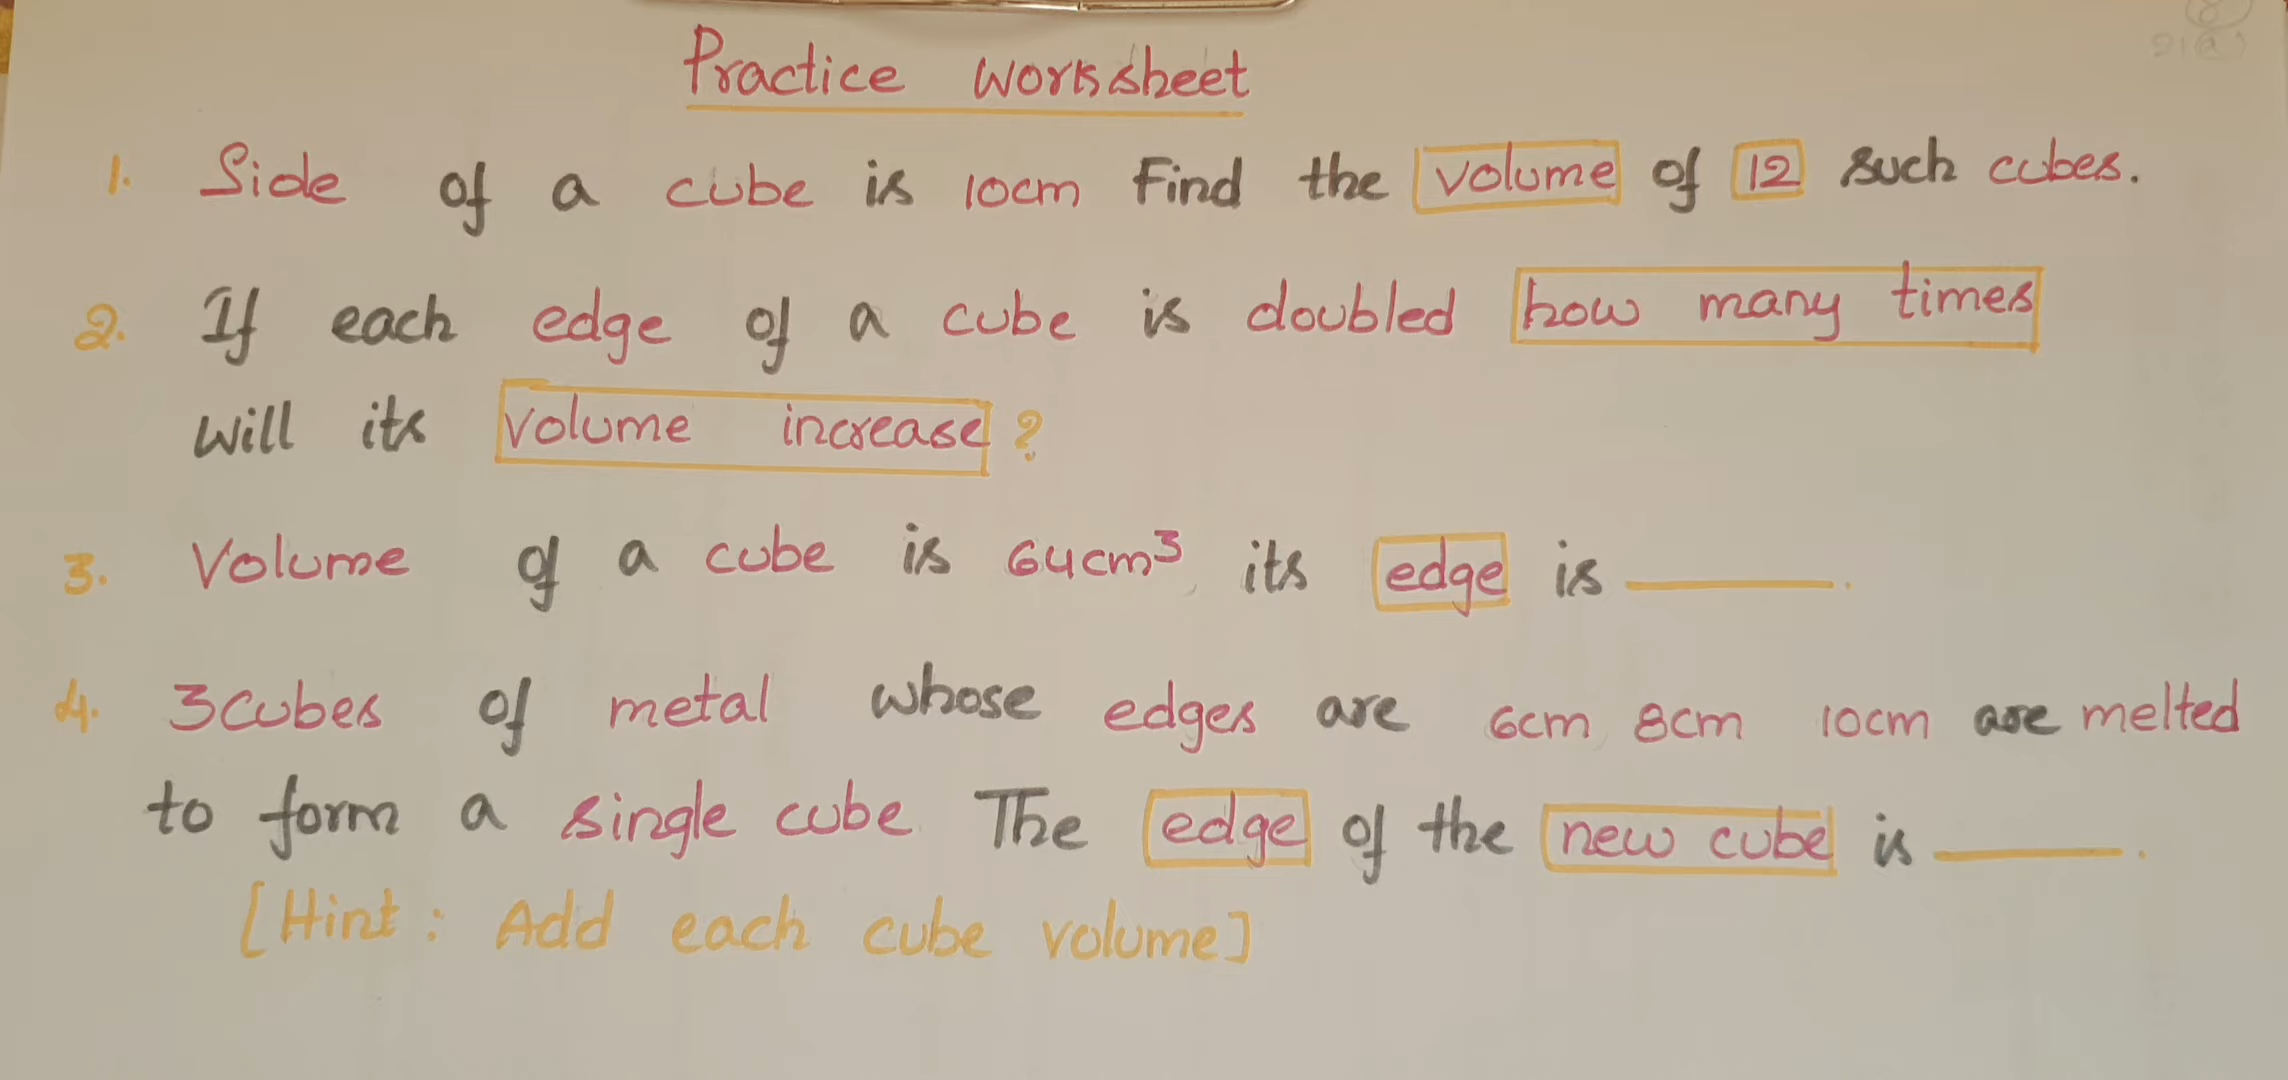 Practice Worksheet
1. Side of a cube is 10cm Find the volume of 12 such cubes.
2. If each edge of a cube is doubled how many times
will its volume increase?
3. Volume of a cube is 64cm³, its edge is ________.
4. 3cubes of metal whose edges are 6cm 8cm 10cm are melted
to form a single cube. The edge of the new cube is ________.
[Hint: Add each cube volume]